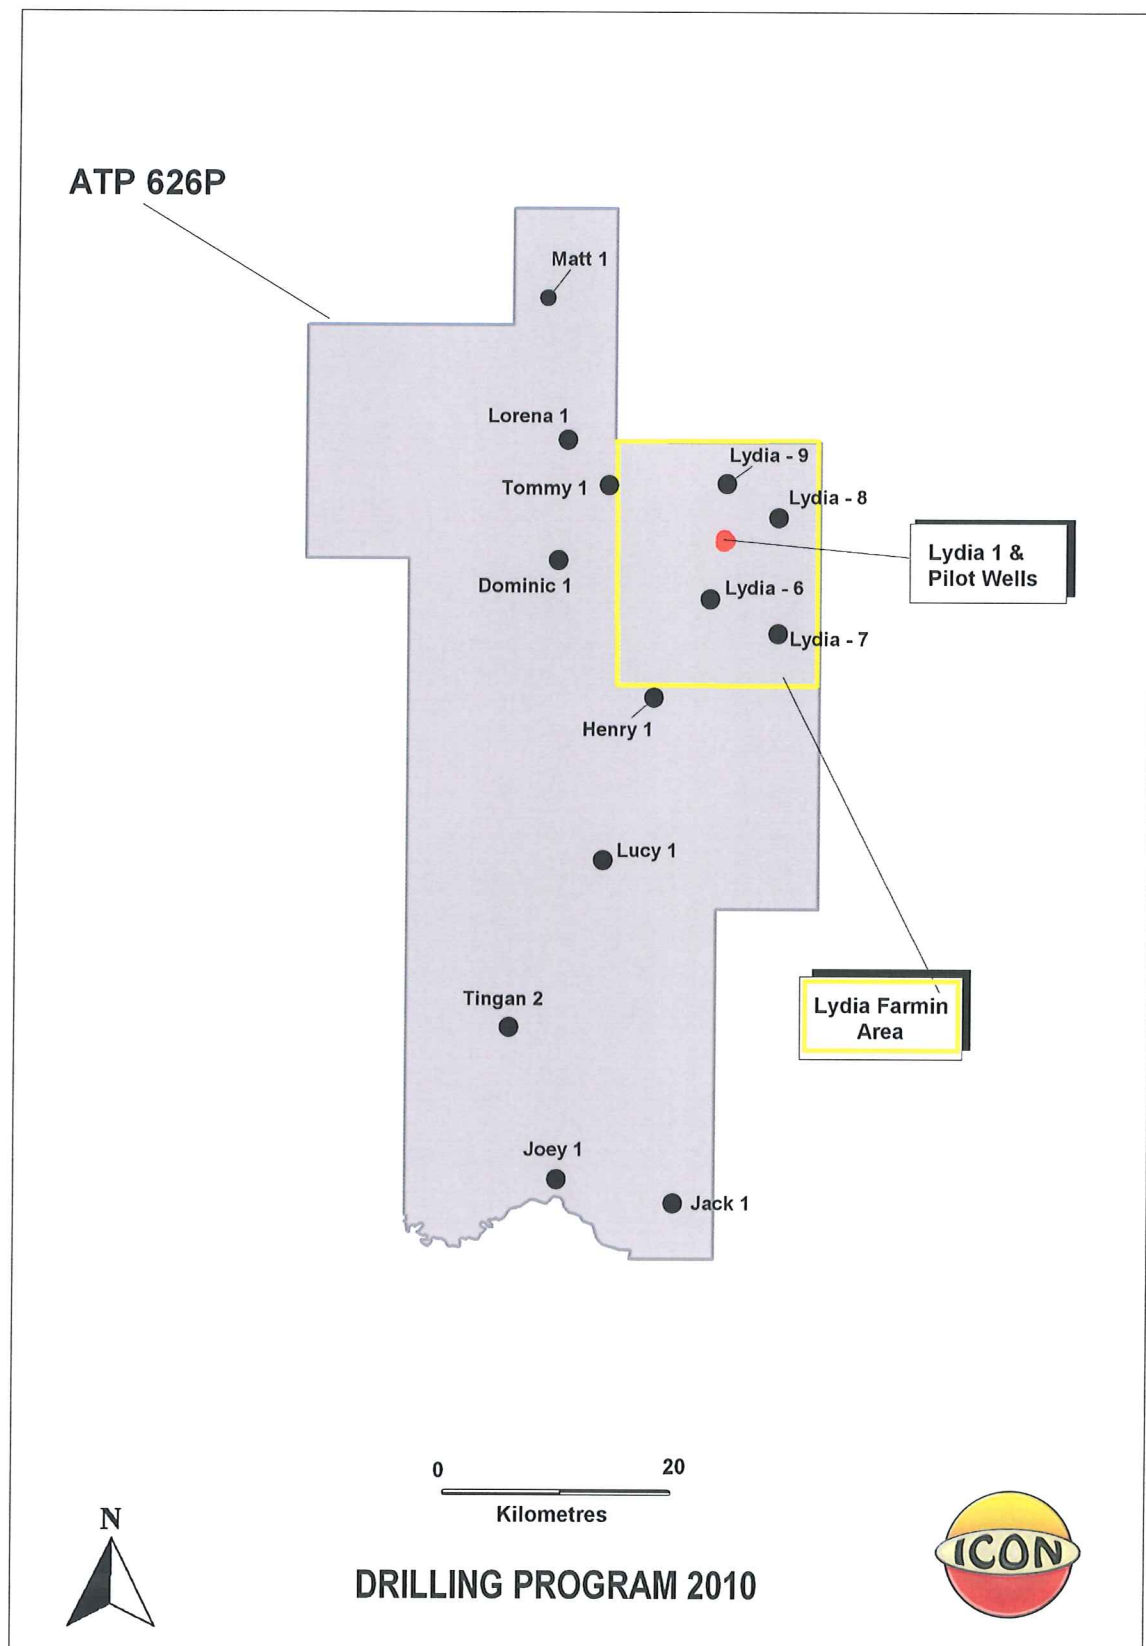 ATP 626P
Matt 1
Lorena 1
Tommy 1
Lydia - 9
Lydia - 8
Lydia 1 &
Pilot Wells
Dominic 1
Lydia - 6
Lydia - 7
Henry 1
Lucy 1
Tingan 2
Lydia Farmin
Area
Joey 1
Jack 1
0 20
Kilometres
N
DRILLING PROGRAM 2010
ICON